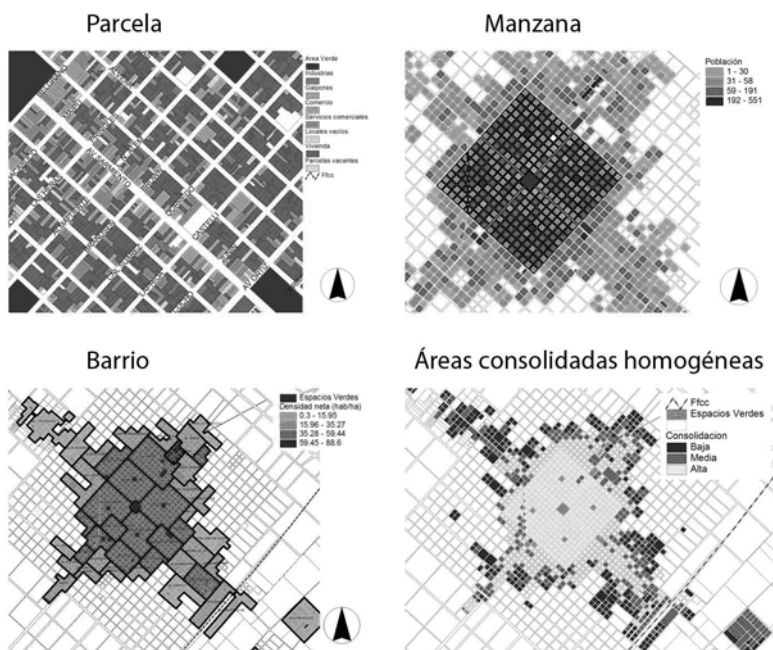 Parcela
Area Verde
Industrias
Galpones
Comercio
Servicios comerciales
Locales vacíos
Vivienda
Parcelas vacantes
Ffcc
Manzana
Población
1 - 30
31 - 58
59 - 191
192 - 551
Barrio
Espacios Verdes
Densidad neta (hab/ha)
0.3 - 15.95
15.96 - 35.27
35.28 - 59.44
59.45 - 88.6
Áreas consolidadas homogéneas
Ffcc
Espacios Verdes
Consolidacion
Baja
Media
Alta